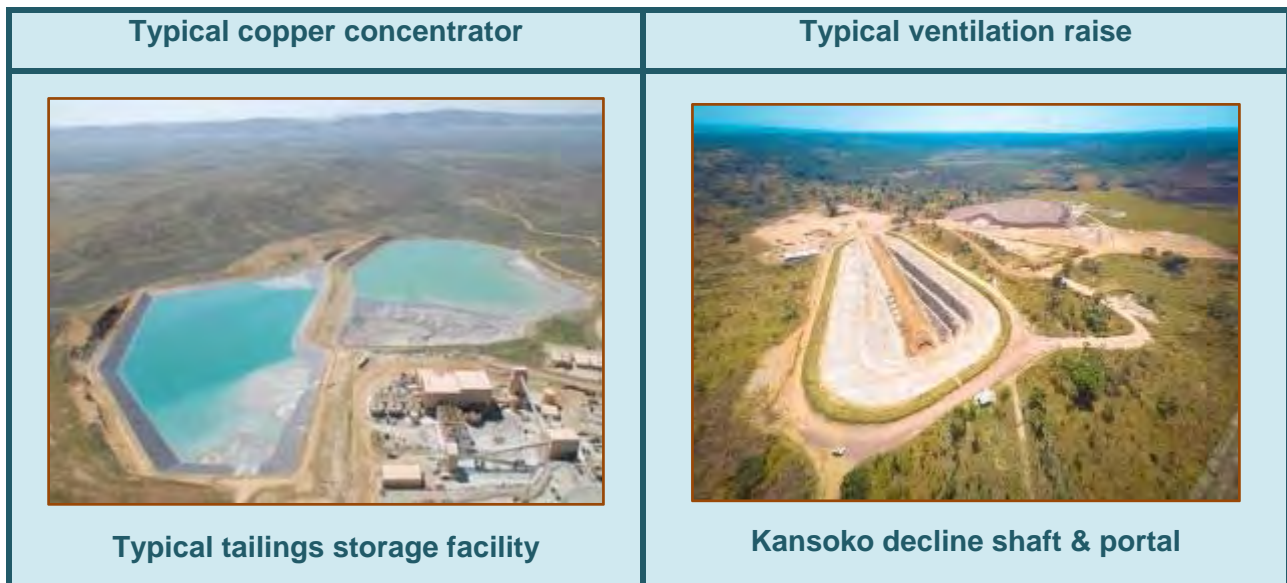 Typical copper concentrator
Typical ventilation raise
Typical tailings storage facility
Kansoko decline shaft & portal